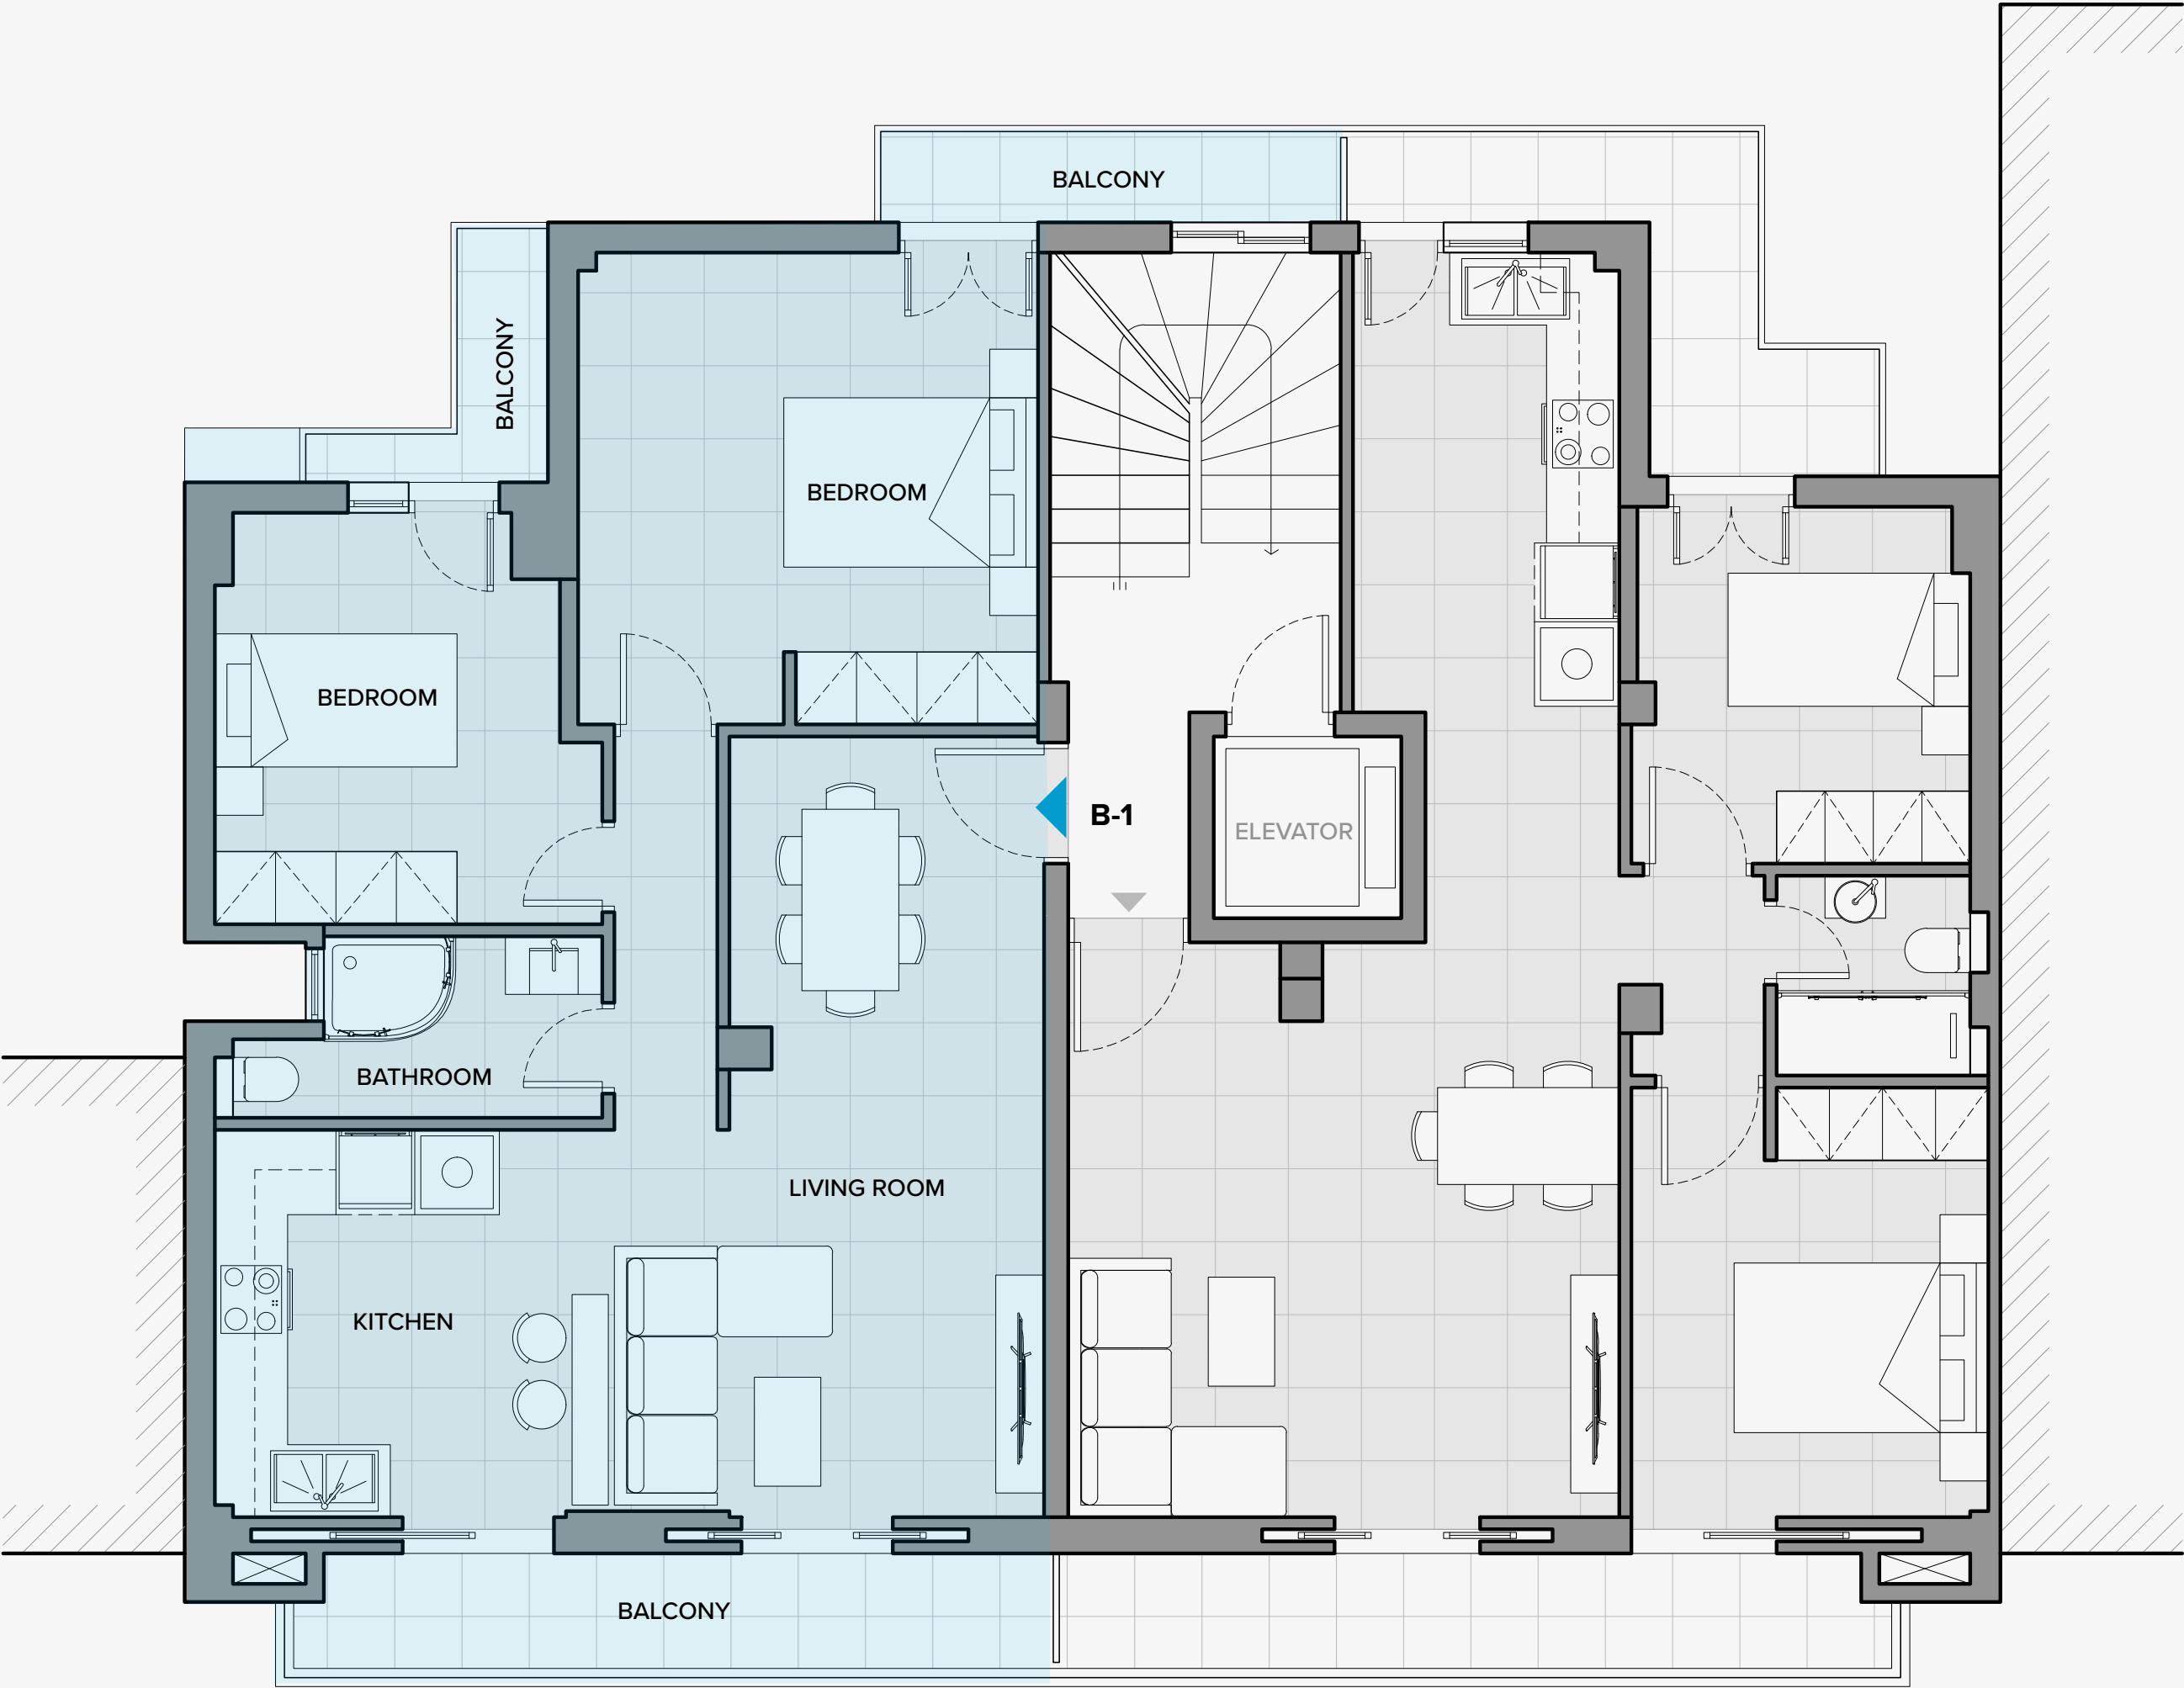 BALCONY
BALCONY
BEDROOM
BEDROOM
B-1
ELEVATOR
BATHROOM
LIVING ROOM
KITCHEN
BALCONY